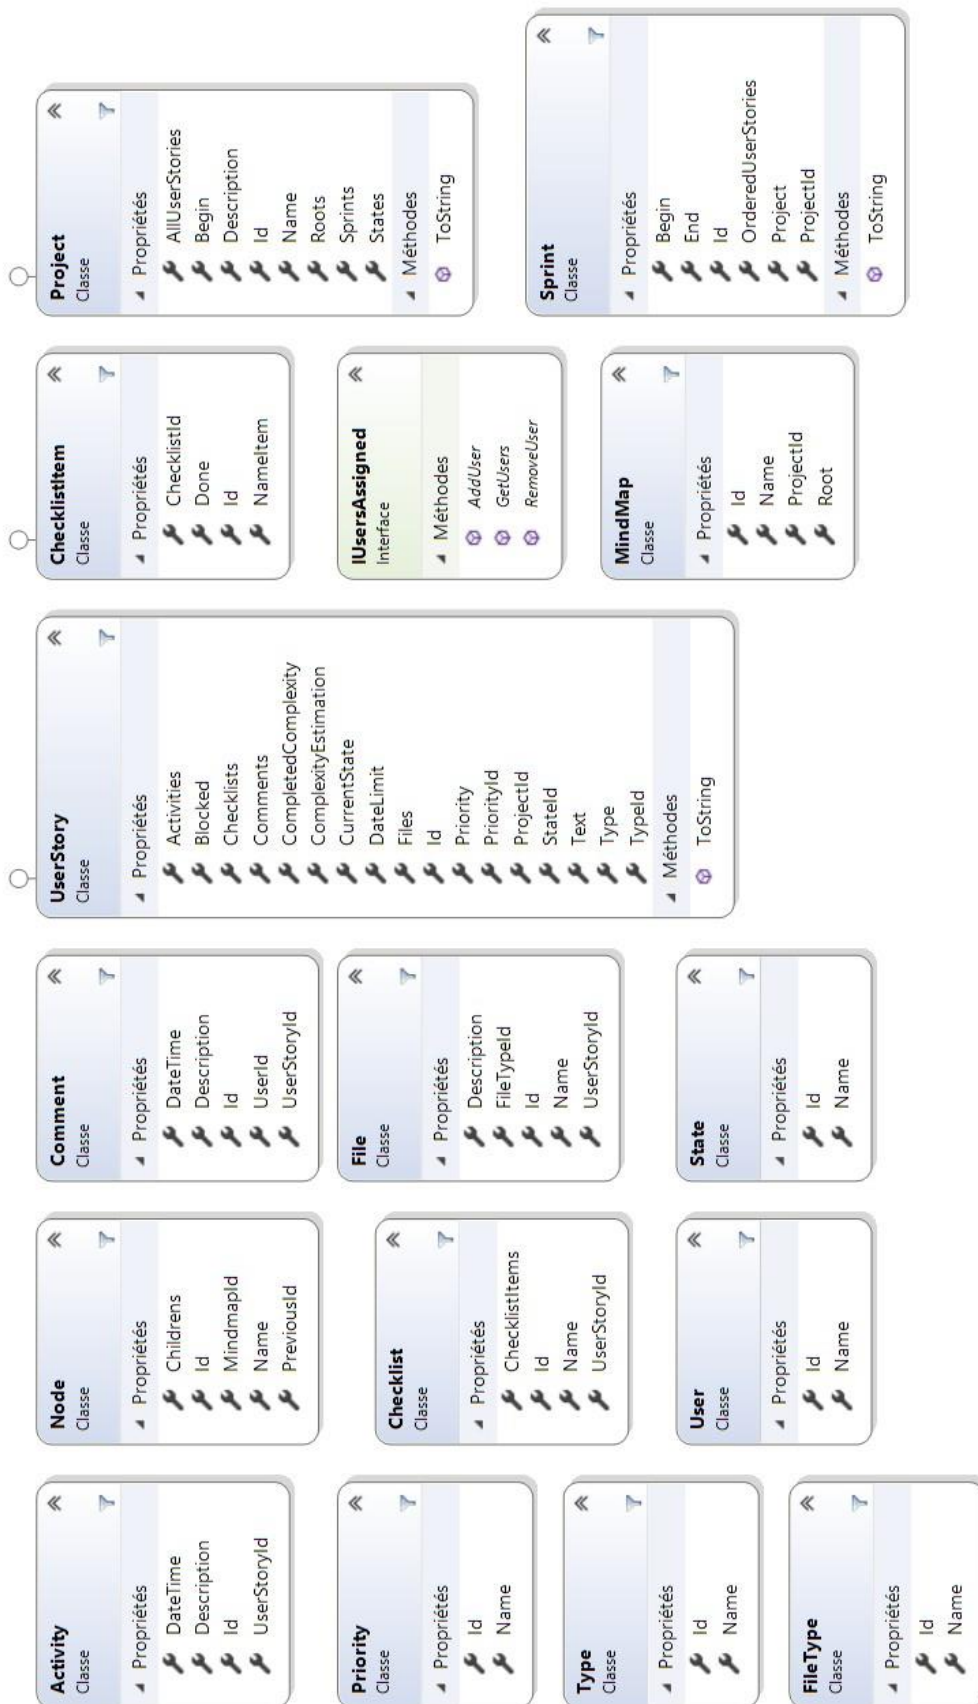 Activity
Classe
Propriétés
DateTime
Description
Id
UserStoryId
Node
Classe
Propriétés
Childrens
Id
MindmapId
Name
PreviousId
Comment
Classe
Propriétés
DateTime
Description
Id
UserId
UserStoryId
UserStory
Classe
Propriétés
Activities
Blocked
Checklists
Comments
CompletedComplexity
ComplexityEstimation
CurrentState
DateLimit
Files
Id
Priority
PriorityId
ProjectId
StateId
Text
Type
TypeId
Méthodes
ToString
ChecklistItem
Classe
Propriétés
ChecklistId
Done
Id
NameItem
Project
Classe
Propriétés
AllUserStories
Begin
Description
Id
Name
Roots
Sprints
States
Méthodes
ToString
Priority
Classe
Propriétés
Id
Name
Checklist
Classe
Propriétés
ChecklistItems
Id
Name
UserStoryId
File
Classe
Propriétés
Description
FileTypeId
Id
Name
UserStoryId
IUsersAssigned
Interface
Méthodes
AddUser
GetUsers
RemoveUser
Sprint
Classe
Propriétés
Begin
End
Id
OrderedUserStories
Project
ProjectId
Méthodes
ToString
Type
Classe
Propriétés
Id
Name
User
Classe
Propriétés
Id
Name
State
Classe
Propriétés
Id
Name
MindMap
Classe
Propriétés
Id
Name
ProjectId
Root
FileType
Classe
Propriétés
Id
Name